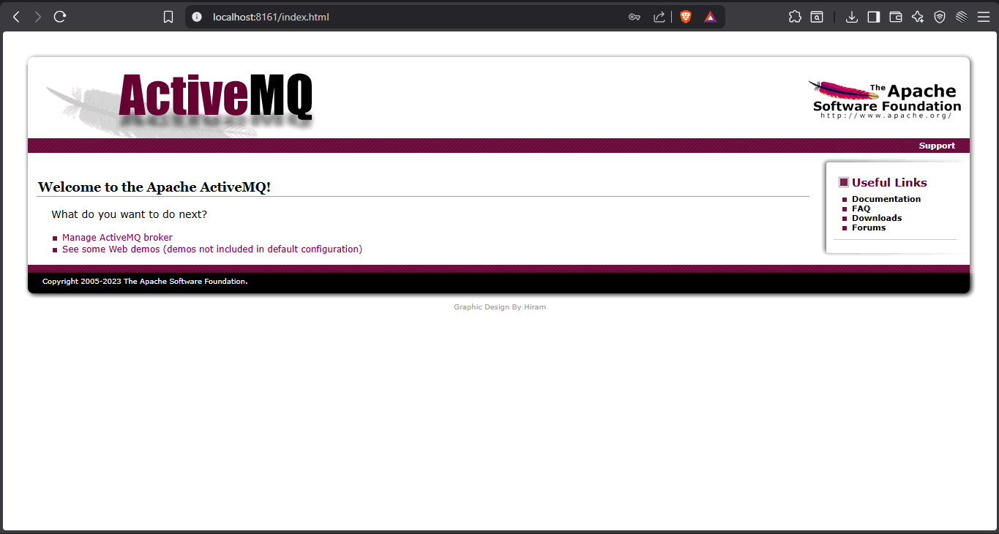 localhost:8161/index.html
ActiveMQ
The Apache
Software Foundation
http://www.apache.org/
Support
Welcome to the Apache ActiveMQ!
What do you want to do next?
Manage ActiveMQ broker
See some Web demos (demos not included in default configuration)
Useful Links
Documentation
FAQ
Downloads
Forums
Copyright 2005-2023 The Apache Software Foundation.
Graphic Design By Hiram